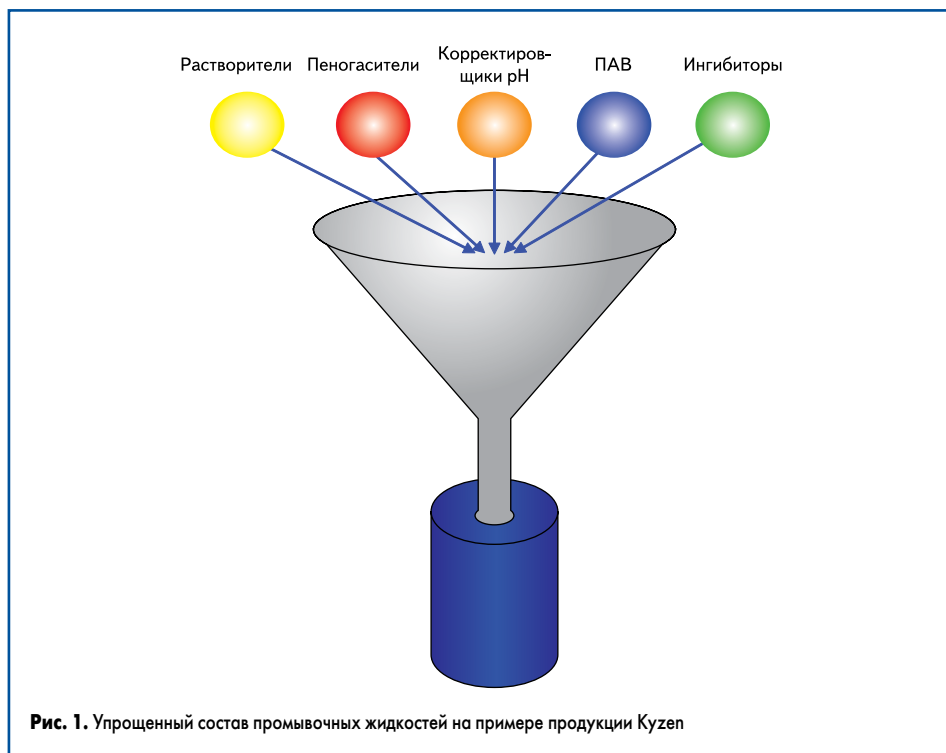 Растворители
Пеногасители
Корректиров-
щики pH
ПАВ
Ингибиторы
Рис. 1. Упрощенный состав промывочных жидкостей на примере продукции Kyzen